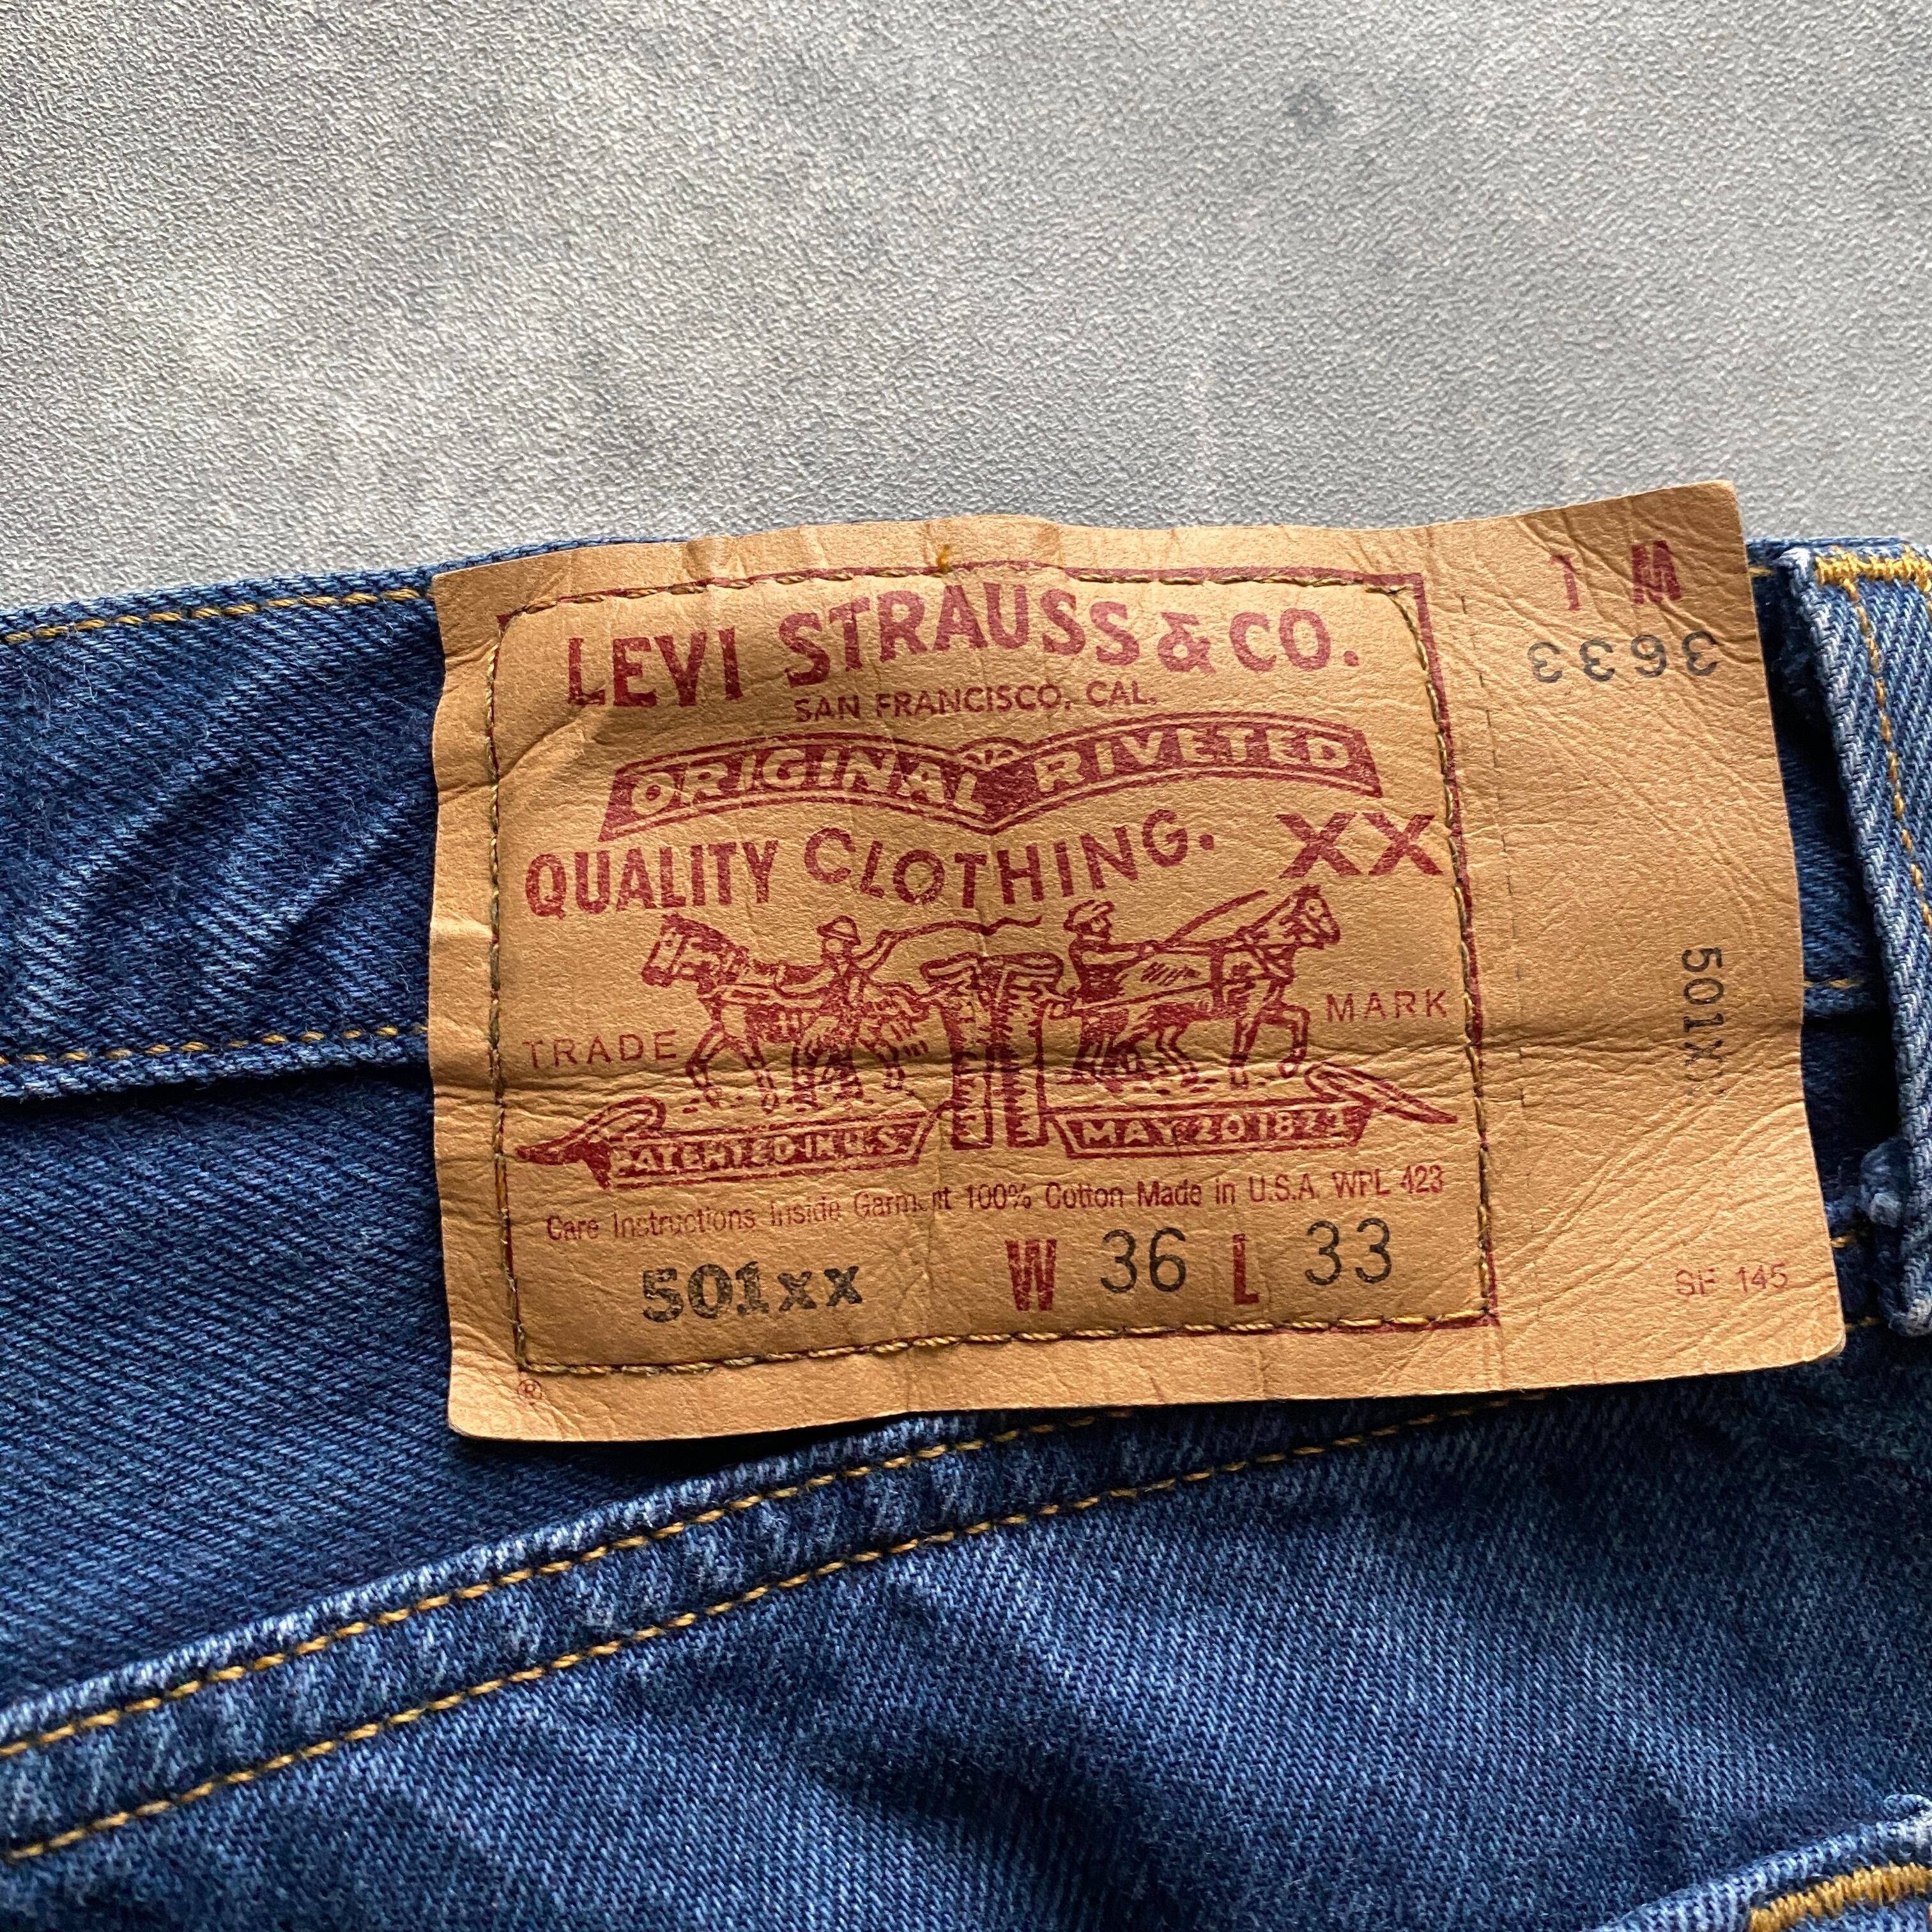 LEVI STRAUSS & CO.
SAN FRANCISCO, CAL.
ORIGINAL RIVETED
QUALITY CLOTHING. XX
TRADE MARK
PATENTED IN U.S. MAY 20 1873
Care Instructions Inside Garment 100% Cotton Made in U.S.A. WPL 423
501xx W 36 L 33
®
W L
3633
501X
SF 145